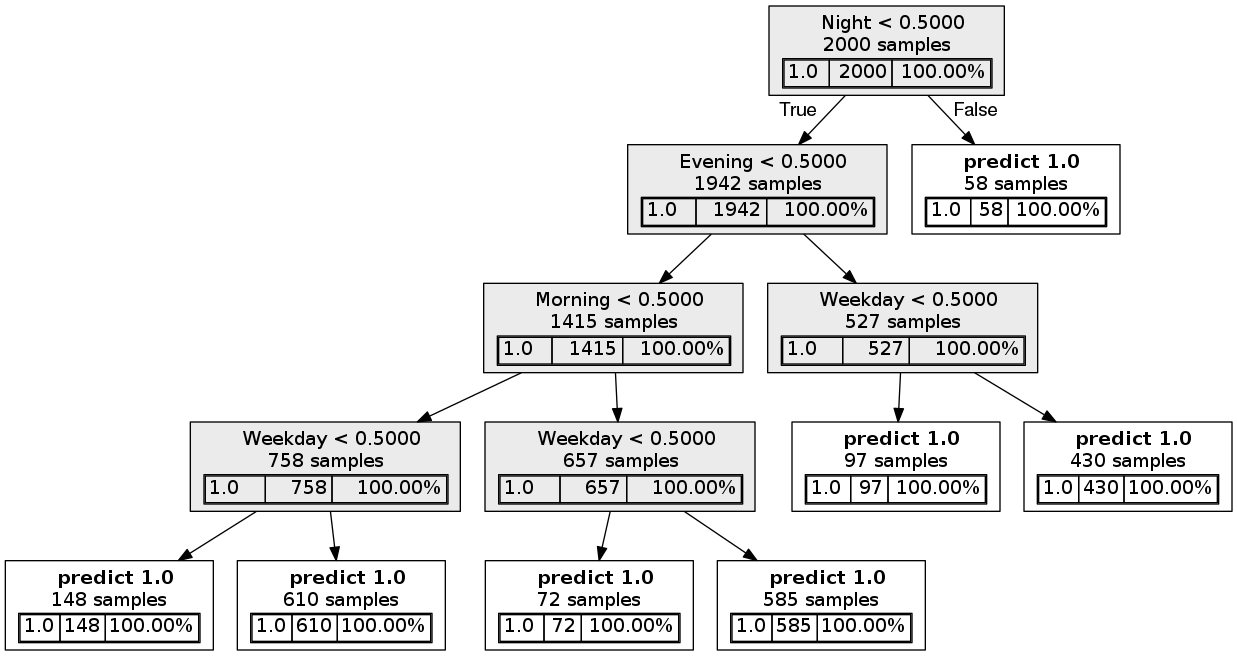 Night < 0.5000
2000 samples
1.0 2000 100.00%
True False
Evening < 0.5000
1942 samples
1.0 1942 100.00%
predict 1.0
58 samples
1.0 58 100.00%
Morning < 0.5000
1415 samples
1.0 1415 100.00%
Weekday < 0.5000
527 samples
1.0 527 100.00%
Weekday < 0.5000
758 samples
1.0 758 100.00%
Weekday < 0.5000
657 samples
1.0 657 100.00%
predict 1.0
97 samples
1.0 97 100.00%
predict 1.0
430 samples
1.0 430 100.00%
predict 1.0
148 samples
1.0 148 100.00%
predict 1.0
610 samples
1.0 610 100.00%
predict 1.0
72 samples
1.0 72 100.00%
predict 1.0
585 samples
1.0 585 100.00%